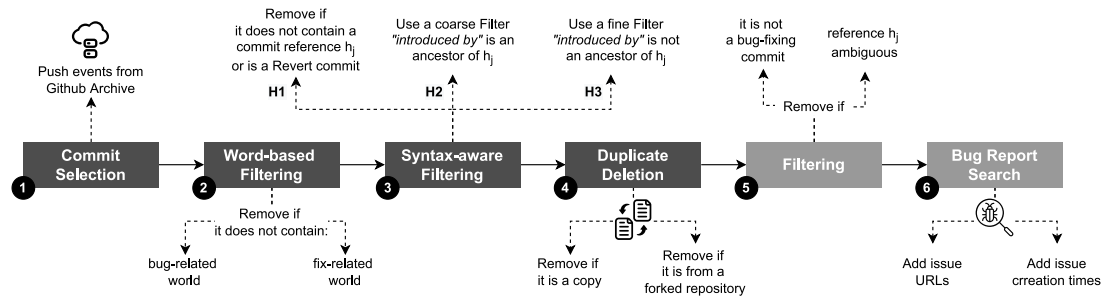 Push events from
Github Archive
Remove if
it does not contain a
commit reference hj
or is a Revert commit
Use a coarse Filter
"introduced by" is an
ancestor of hj
Use a fine Filter
"introduced by" is not
an ancestor of hj
it is not
a bug-fixing
commit
reference hj
ambiguous
H1
H2
H3
Remove if
Commit
Selection
1
Word-based
Filtering
2
Syntax-aware
Filtering
3
Duplicate
Deletion
4
Filtering
5
Bug Report
Search
6
Remove if
it does not contain:
bug-related
world
fix-related
world
Remove if
it is a copy
Remove if
it is from a
forked repository
Add issue
URLs
Add issue
crreation times